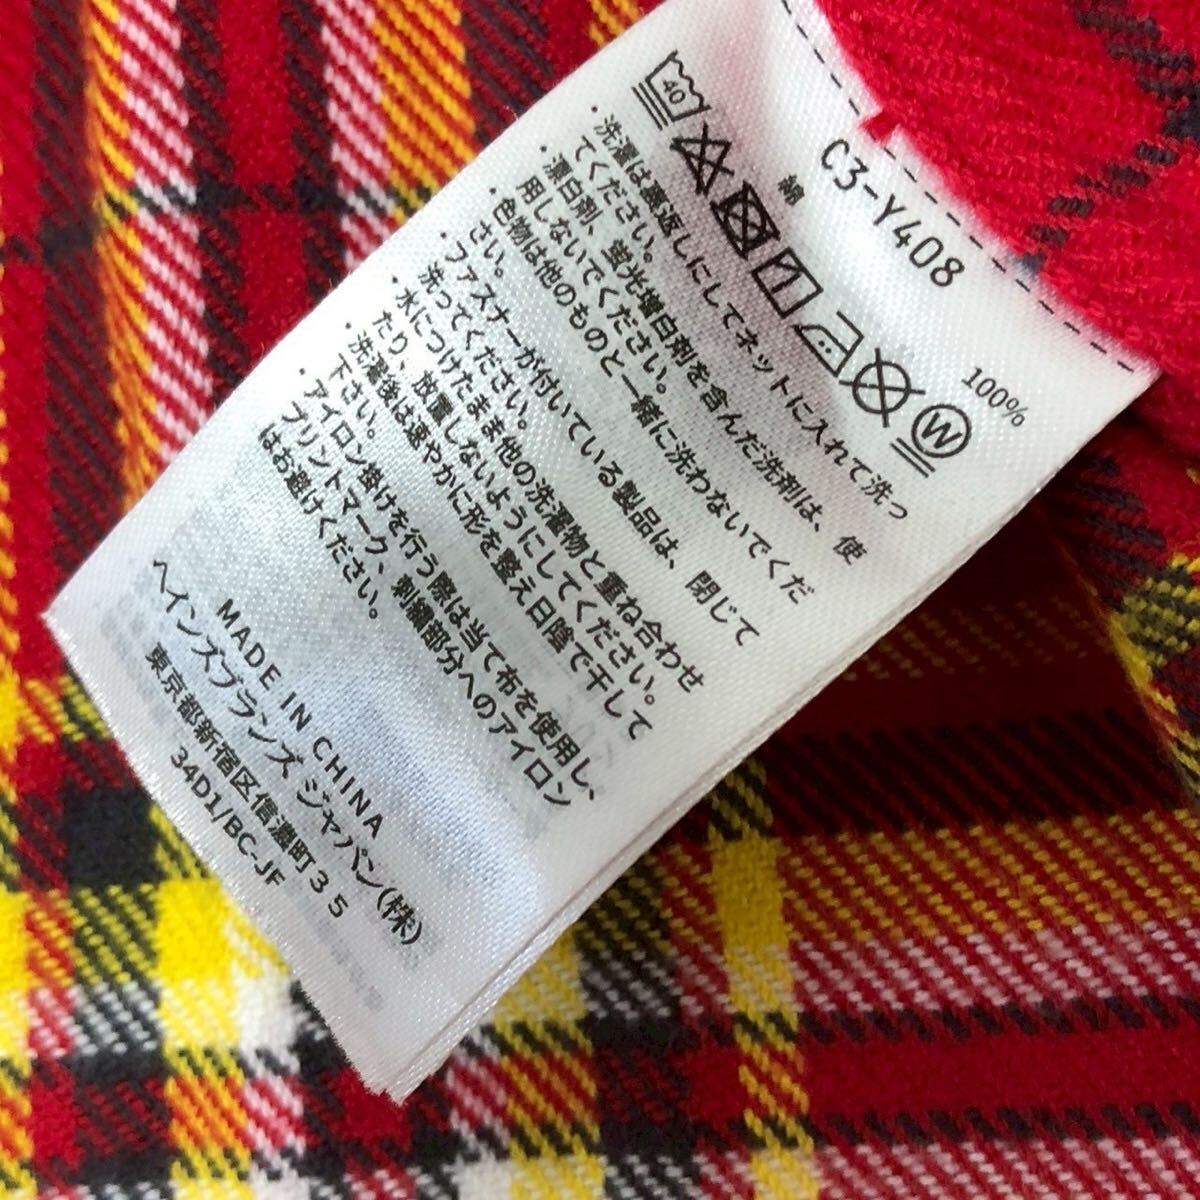 C3-Y408
綿 100%
40
W
・洗濯は裏返しにしてネットに入れて洗っ
てください。
・漂白剤、蛍光増白剤を含んだ洗剤は、使
用しないでください。
・色物は他のものと一緒に洗わないでくだ
さい。
・ファスナーが付いている製品は、閉じて
洗ってください。
・水につけたまま他の洗濯物と重ね合わせ
たり、放置しないようにしてください。
・洗濯後は速やかに形を整え日陰で干して
下さい。
・アイロン掛けを行う際は当て布を使用し、
プリントマーク、刺繍部分へのアイロン
はお避けください。
MADE IN CHINA
ヘインズブランズ ジャパン(株)
東京都新宿区信濃町35
34D1/BC-JF